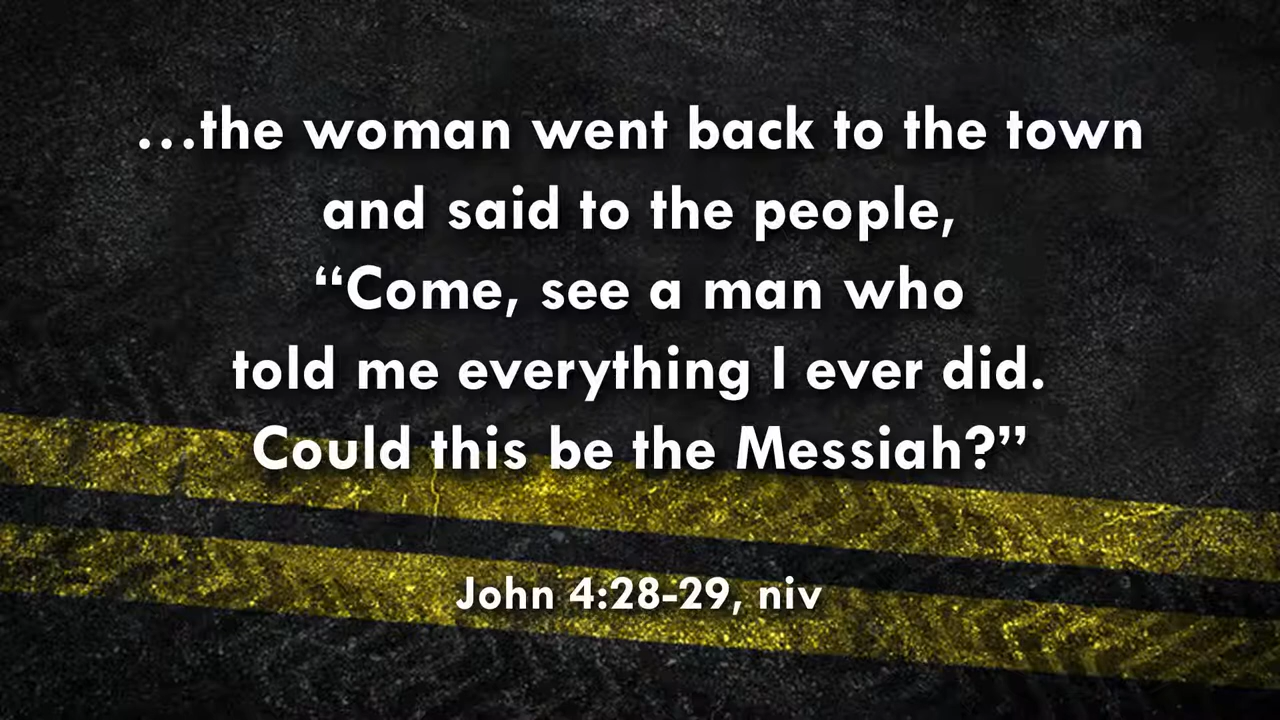 …the woman went back to the town
and said to the people,
“Come, see a man who
told me everything I ever did.
Could this be the Messiah?”
John 4:28-29, niv